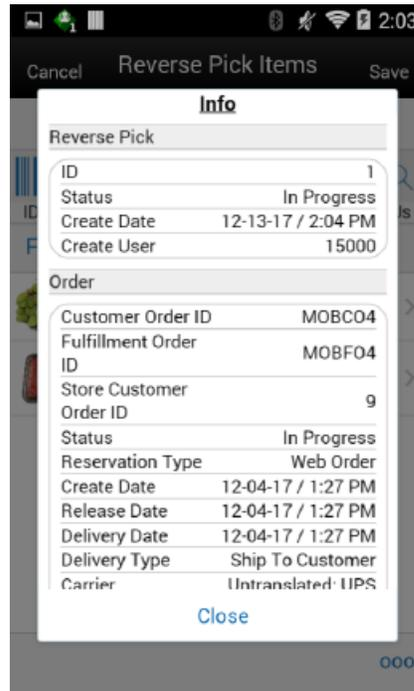 2:03
Cancel Reverse Pick Items Save
Info
Reverse Pick
ID 1
Status In Progress
Create Date 12-13-17 / 2:04 PM
Create User 15000
Order
Customer Order ID MOBCO4
Fulfillment Order
ID MOBFO4
Store Customer
Order ID 9
Status In Progress
Reservation Type Web Order
Create Date 12-04-17 / 1:27 PM
Release Date 12-04-17 / 1:27 PM
Delivery Date 12-04-17 / 1:27 PM
Delivery Type Ship To Customer
Carrier Untranslated: UPS
Close